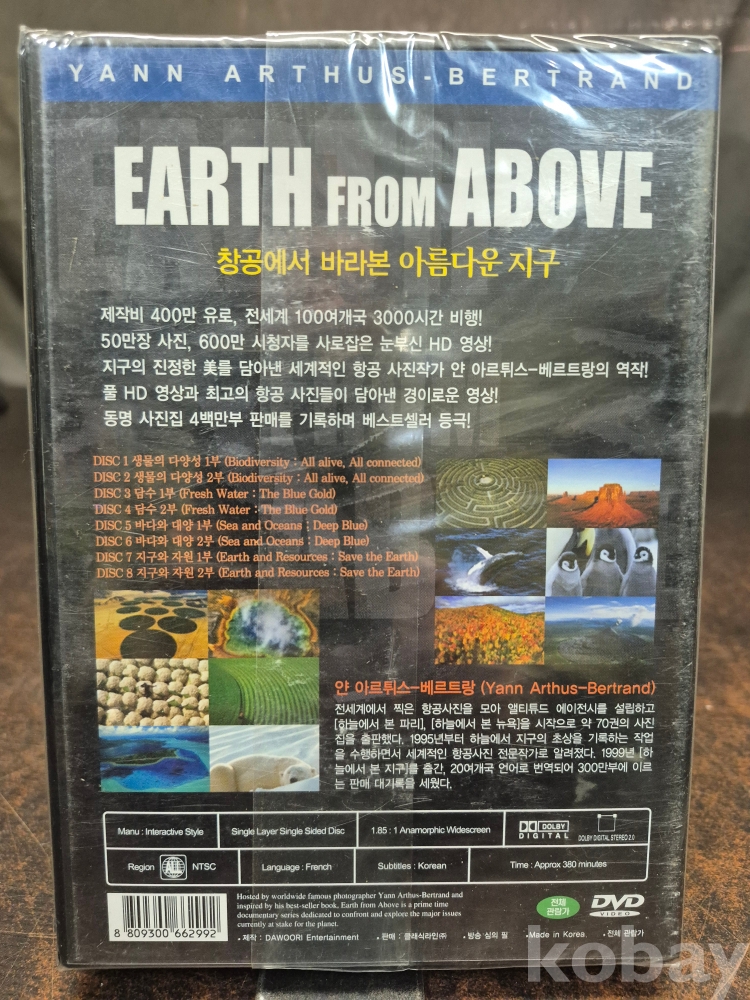 YANN ARTHUS-BERTRAND
EARTH FROM ABOVE
창공에서 바라본 아름다운 지구
제작비 400만 유로, 전세계 100여개국 3000시간 비행!
50만장 사진, 600만 시청자를 사로잡은 눈부신 HD 영상!
지구의 진정한 美를 담아낸 세계적인 항공 사진작가 얀 아르튀스-베르트랑의 역작!
풀 HD 영상과 최고의 항공 사진들이 담아낸 경이로운 영상!
동명 사진집 4백만부 판매를 기록하며 베스트셀러 등극!
DISC 1 생물의 다양성 1부 (Biodiversity : All alive, All connected)
DISC 2 생물의 다양성 2부 (Biodiversity : All alive, All connected)
DISC 3 담수 1부 (Fresh Water : The Blue Gold)
DISC 4 담수 2부 (Fresh Water : The Blue Gold)
DISC 5 바다와 대양 1부 (Sea and Oceans : Deep Blue)
DISC 6 바다와 대양 2부 (Sea and Oceans : Deep Blue)
DISC 7 지구와 자원 1부 (Earth and Resources : Save the Earth)
DISC 8 지구와 자원 2부 (Earth and Resources : Save the Earth)
얀 아르튀스-베르트랑 (Yann Arthus-Bertrand)
전세계에서 찍은 항공사진을 모아 앨티튜드 에이전시를 설립하고
[하늘에서 본 파리], [하늘에서 본 뉴욕]을 시작으로 약 70권의 사진
집을 출판했다. 1995년부터 하늘에서 지구의 초상을 기록하는 작업
을 수행하면서 세계적인 항공사진 전문작가로 알려졌다. 1999년 [하
늘에서 본 지구]를 출간, 20여개국 언어로 번역되어 300만부에 이르
는 판매 대기록을 세웠다.
Manu : Interactive Style
Single Layer Single Sided Disc
1.85 : 1 Anamorphic Widescreen
DOLBY DIGITAL
DOLBY DIGITAL STEREO 2.0
Region ALL NTSC
Language : French
Subtitles : Korean
Time : Approx 380 minutes
Hosted by worldwide famous photographer Yann Arthus-Bertrand and
inspired by his best-seller book, Earth from Above is a prime time
documentary series dedicated to confront and explore the major issues
currently at stake for the planet.
전체
관람가
DVD
VIDEO
8 809300 662992
•제작 : DAWOORI Entertainment •판매 : 클래식라인㈜ •방송 심의 필 •Made in Korea. •전체 관람가
kobay